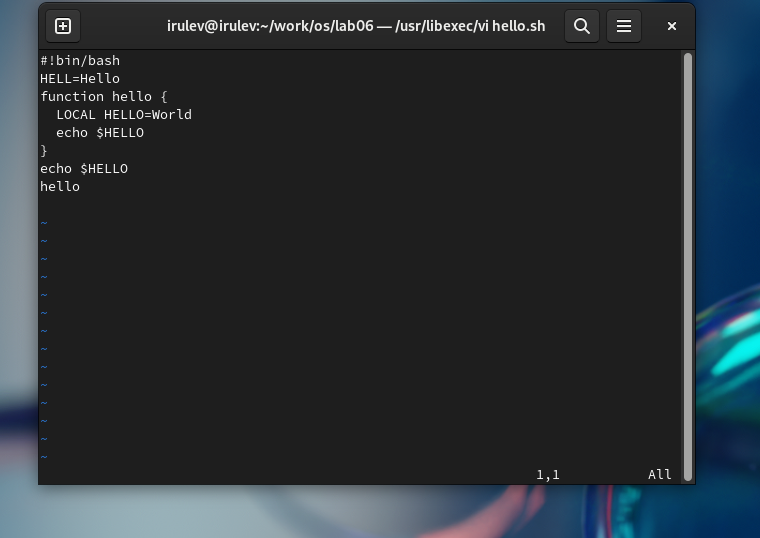 irulev@irulev:~/work/os/lab06 — /usr/libexec/vi hello.sh
#!bin/bash
HELL=Hello
function hello {
  LOCAL HELLO=World
  echo $HELLO
}
echo $HELLO
hello
~
~
~
~
~
~
~
~
~
~
~
~
~
~
1,1 All